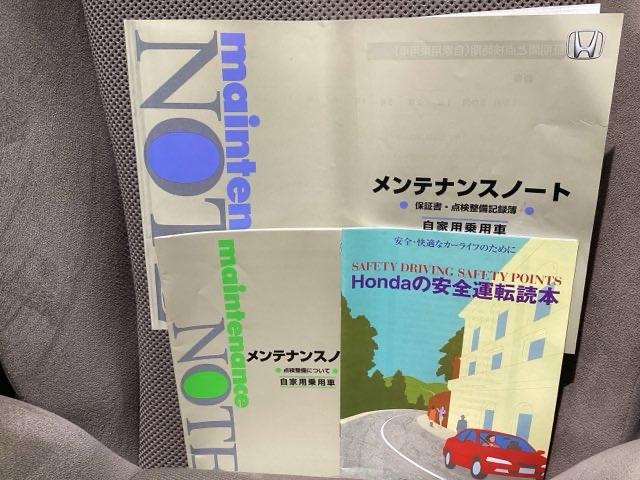 mainten
NOT
メンテナンスノート
保証書・点検整備記録簿
自家用乗用車
maintenance
NOTE
メンテナンスノ
点検整備について
自家用乗用車
安全・快適なカーライフのために
SAFETY DRIVING SAFETY POINTS
Hondaの安全運転読本